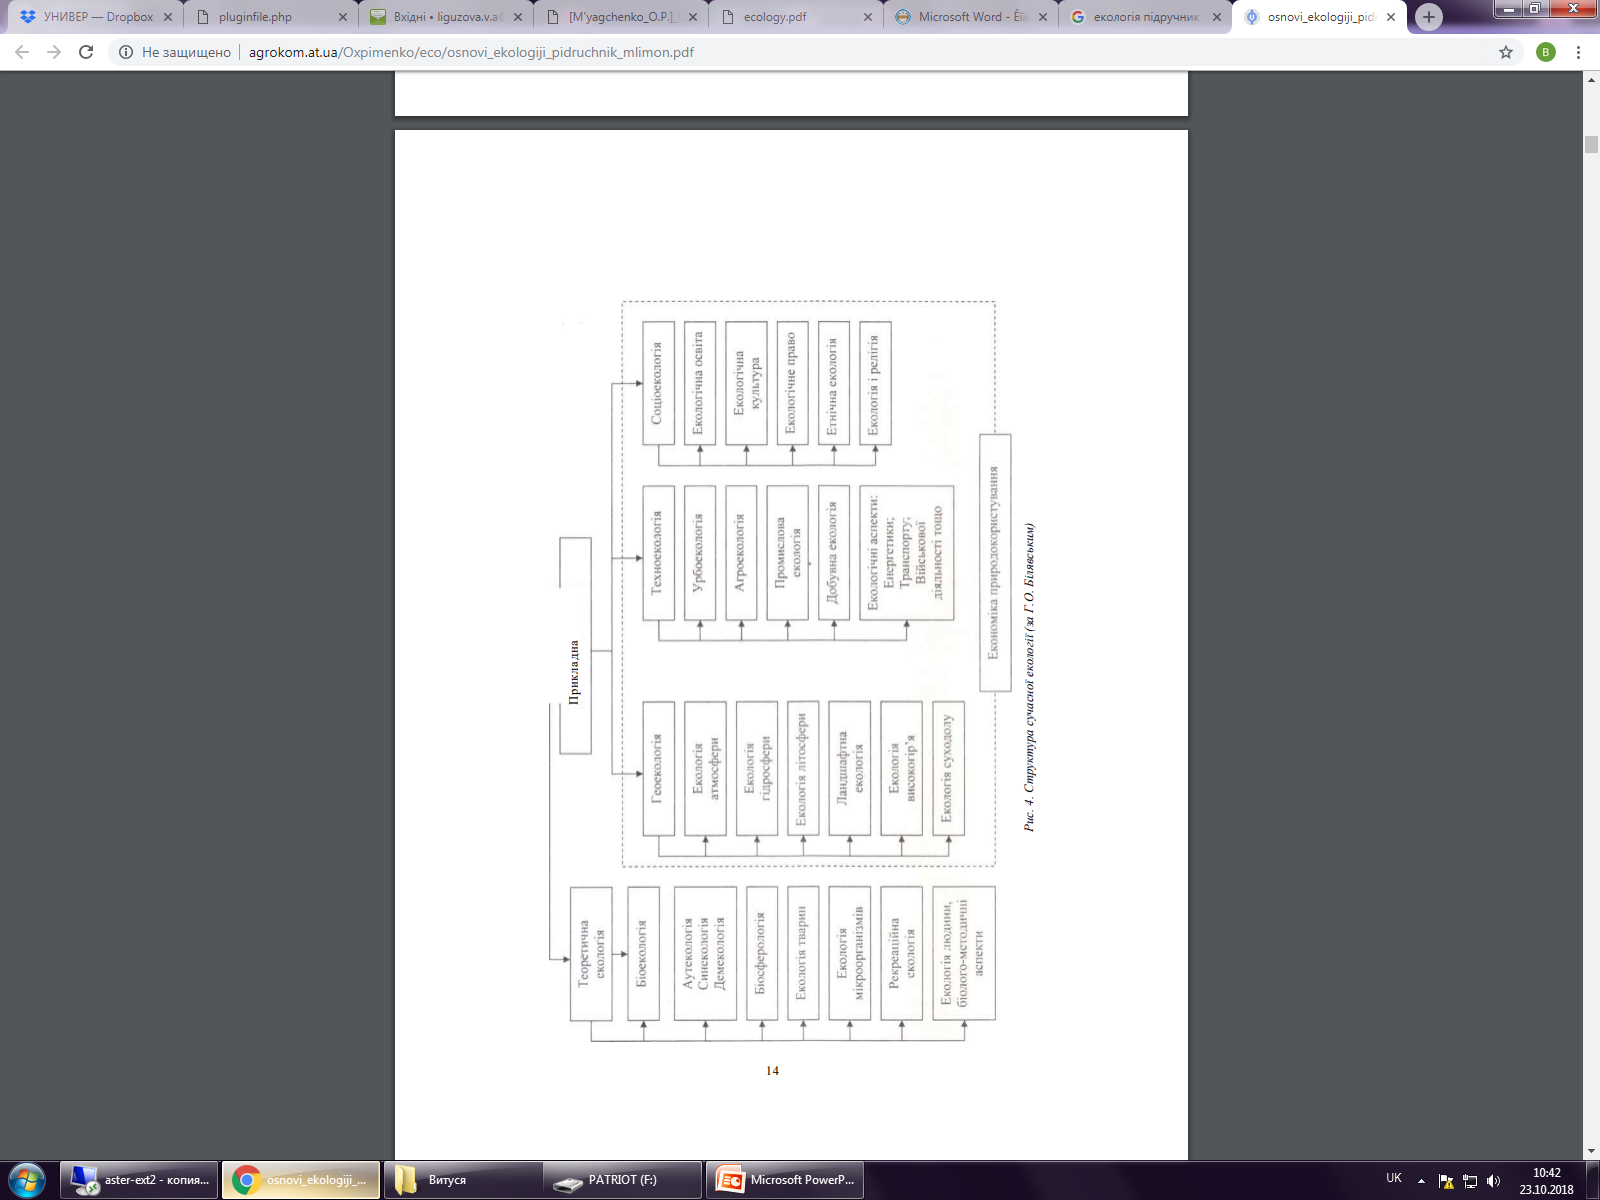 УНИВЕР — Dropbox
pluginfile.php
Вхідні • liguzova.v.a
[M'yagchenko_O.P.]_
ecology.pdf
Microsoft Word - Êîí
екологія підручник
osnovi_ekologiji_pid
Не защищено
agrokom.at.ua/Oxpimenko/eco/osnovi_ekologiji_pidruchnik_mlimon.pdf
B
Прикладна
Теоретична
екологія
Біоекологія
Аутекологія
Синекологія
Демекологія
Біосферологія
Екологія тварин
Екологія
мікроорганізмів
Рекреаційна
екологія
Екологія людини,
біолого-методичні
аспекти
Геоекологія
Екологія
атмосфери
Екологія
гідросфери
Екологія літосфери
Ландшафтна
екологія
Екологія
високогір'я
Екологія суходолу
Техноекологія
Урбоекологія
Агроекологія
Промислова
екологія
Добувна екологія
Екологічні аспекти:
Енергетики;
Транспорту;
Військової
діяльності тощо
Соціоекологія
Екологічна освіта
Екологічна
культура
Екологічне право
Етнічна екологія
Екологія і релігія
Економіка природокористування
Рис. 4. Структура сучасної екології (за Г.О. Білявським)
14
aster-ext2 - копия...
osnovi_ekologiji_...
Витуся
PATRIOT (F:)
Microsoft PowerP...
UK
10:42
23.10.2018